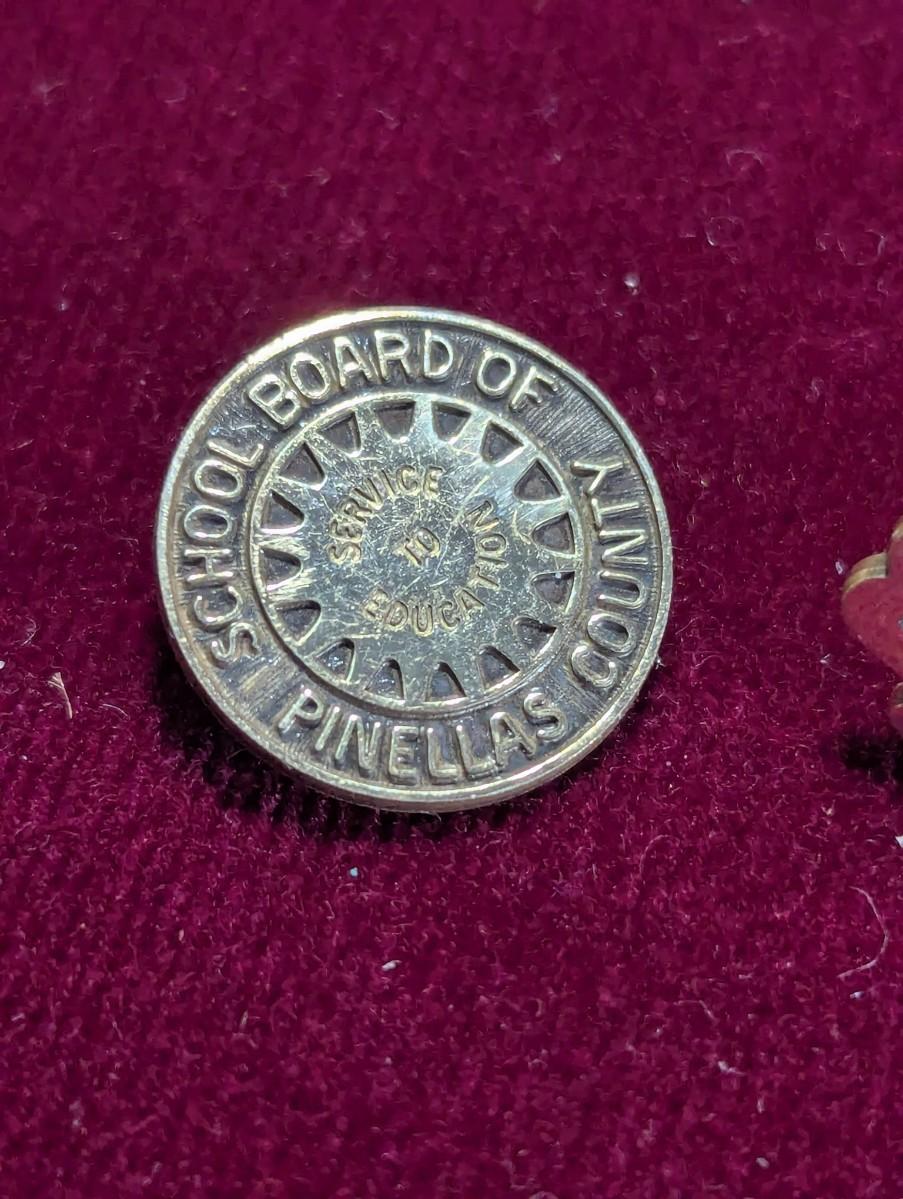 SCHOOL BOARD OF
PINELLAS COUNTY
SERVICE
TO
EDUCATION